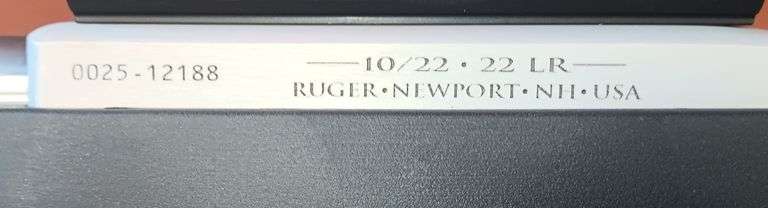 0025-12188
10/22 • 22 LR
RUGER•NEWPORT•NH•USA